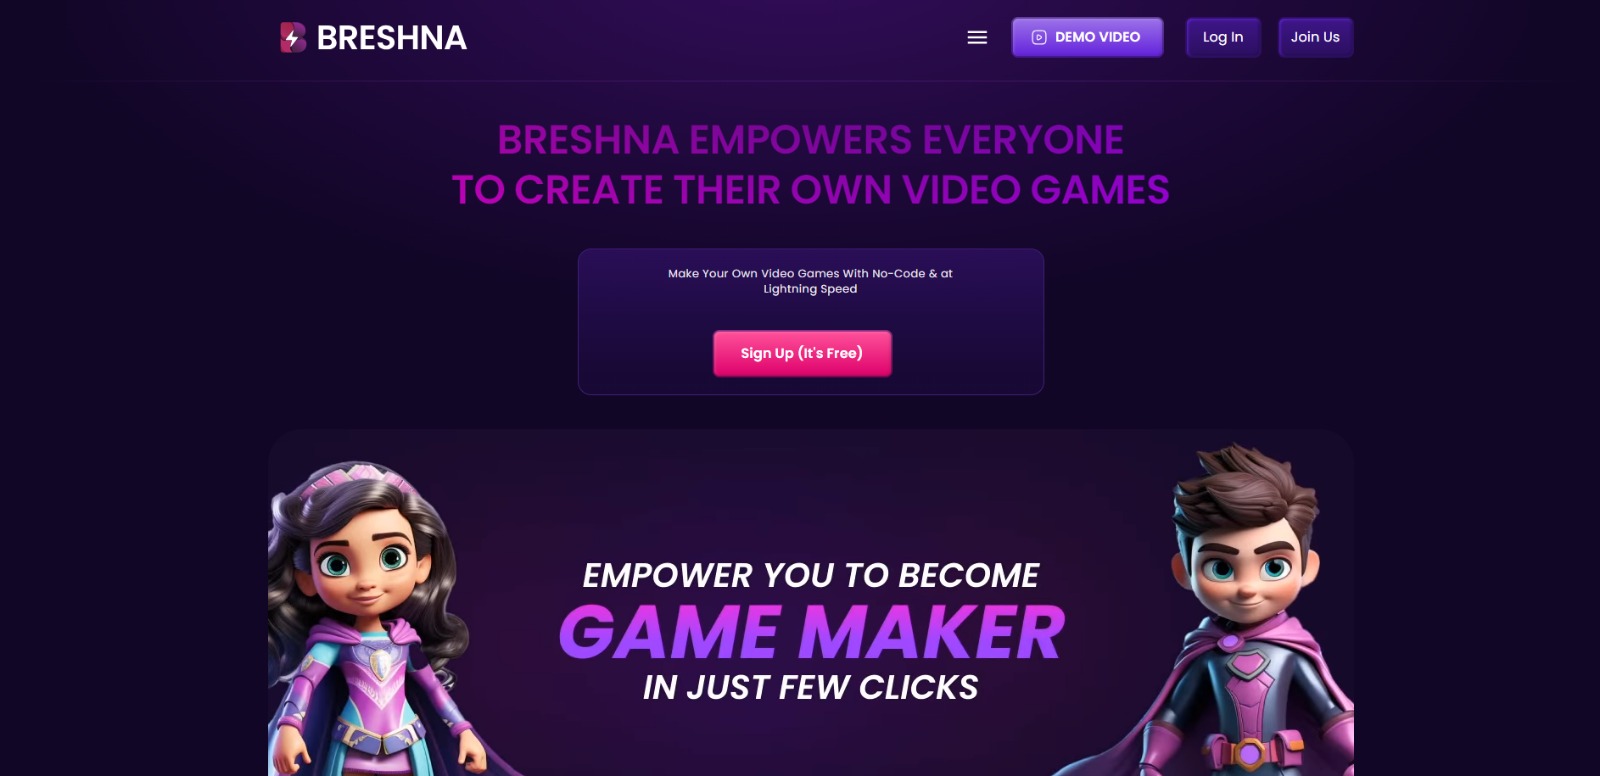 BRESHNA
DEMO VIDEO
Log In
Join Us
BRESHNA EMPOWERS EVERYONE
TO CREATE THEIR OWN VIDEO GAMES
Make Your Own Video Games With No-Code & at
Lightning Speed
Sign Up (It's Free)
EMPOWER YOU TO BECOME
GAME MAKER
IN JUST FEW CLICKS